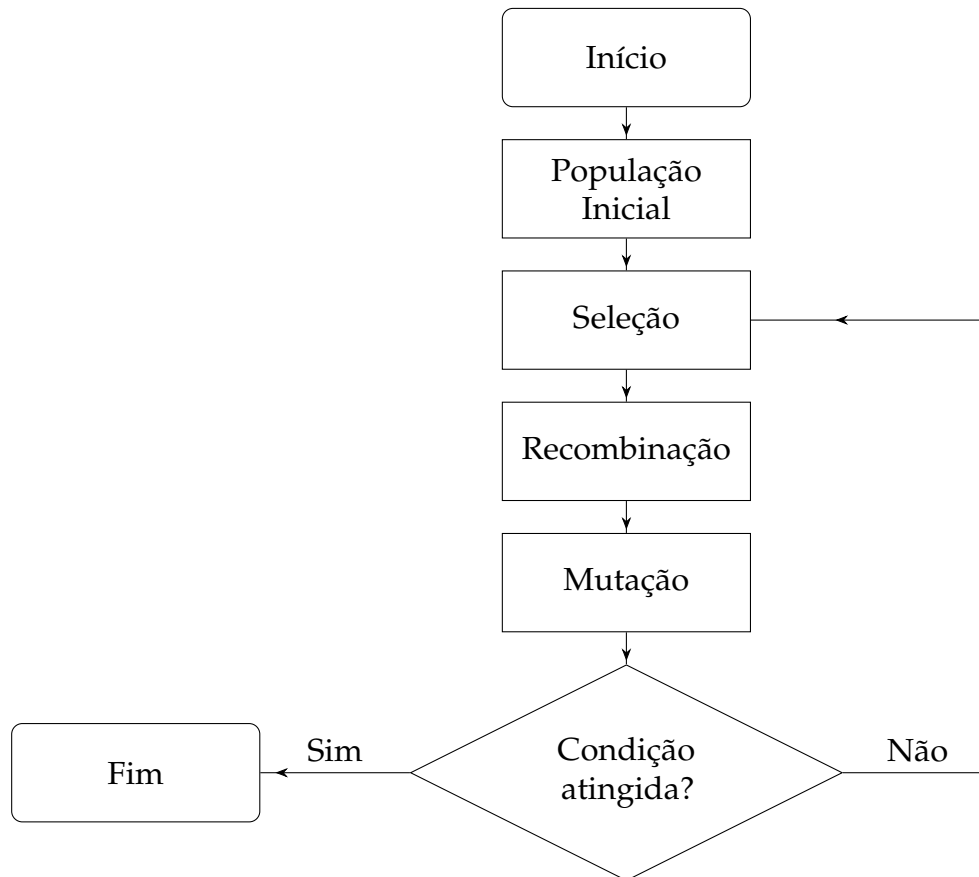 Início
População
Inicial
Seleção
Recombinação
Mutação
Condição
atingida?
Sim
Não
Fim